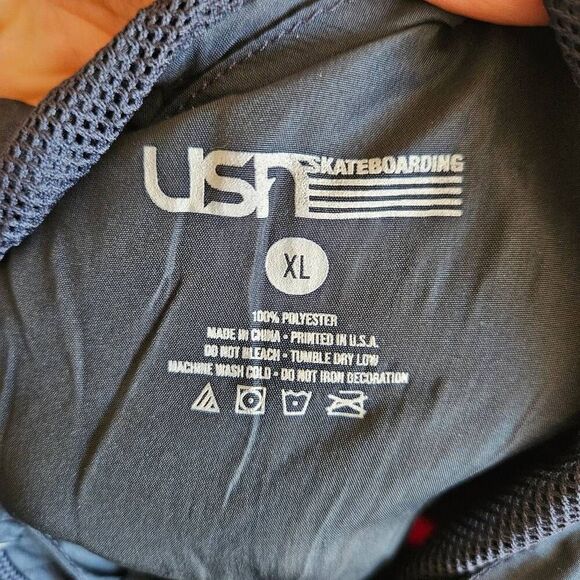 USA SKATEBOARDING
XL
100% POLYESTER
MADE IN CHINA • PRINTED IN U.S.A.
DO NOT BLEACH • TUMBLE DRY LOW
MACHINE WASH COLD • DO NOT IRON DECORATION